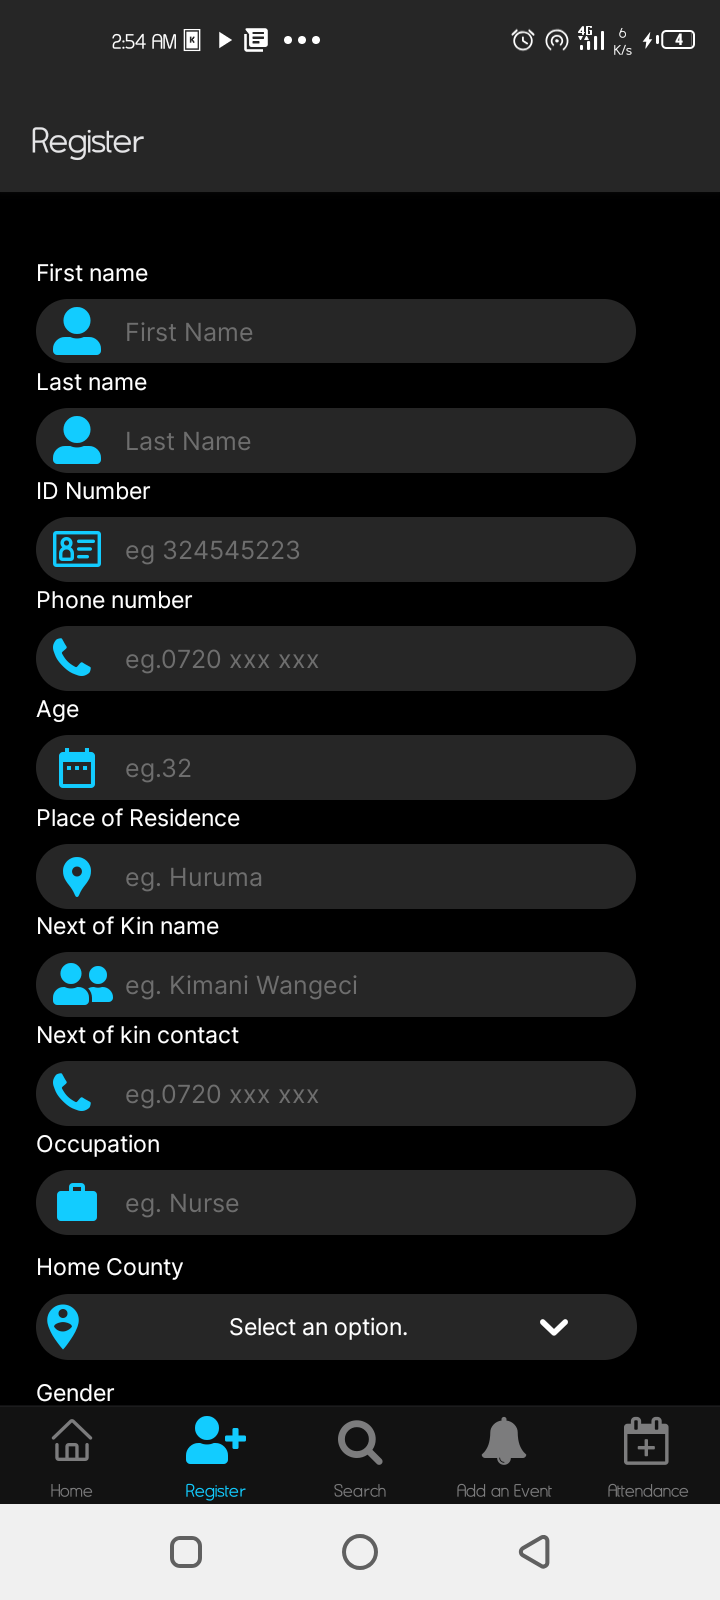 2:54 AM
4G
6
K/s
4
Register
First name
First Name
Last name
Last Name
ID Number
eg 324545223
Phone number
eg.0720 xxx xxx
Age
eg.32
Place of Residence
eg. Huruma
Next of Kin name
eg. Kimani Wangeci
Next of kin contact
eg.0720 xxx xxx
Occupation
eg. Nurse
Home County
Select an option.
Gender
Home
Register
Search
Add an Event
Attendance